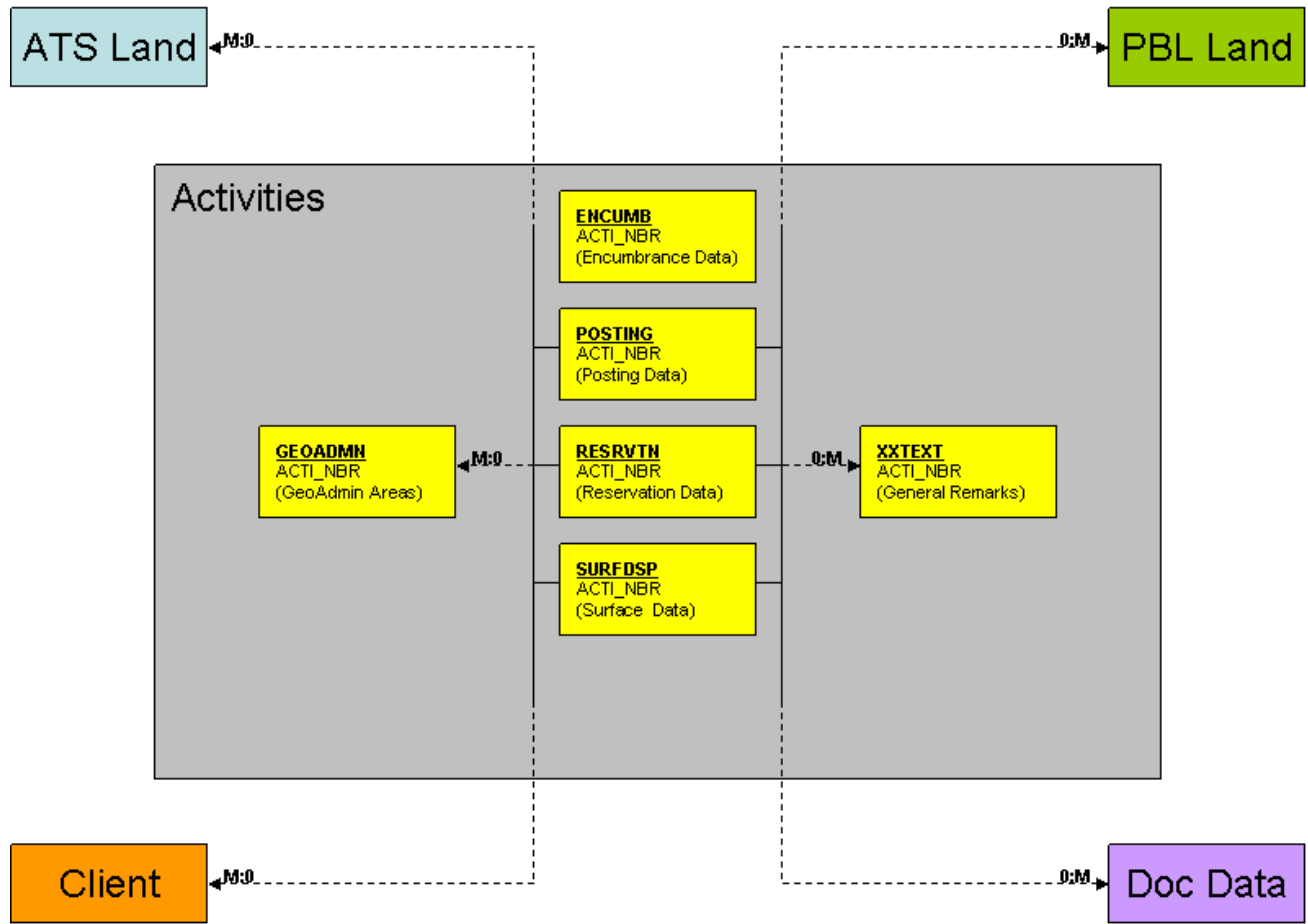 ATS Land
M:0
0:M
PBL Land
Activities
ENCUMB
ACTI_NBR
(Encumbrance Data)
POSTING
ACTI_NBR
(Posting Data)
GEOADMN
ACTI_NBR
(GeoAdmin Areas)
M:0
RESRVTN
ACTI_NBR
(Reservation Data)
0:M
XXTEXT
ACTI_NBR
(General Remarks)
SURFDSP
ACTI_NBR
(Surface Data)
Client
M:0
0:M
Doc Data